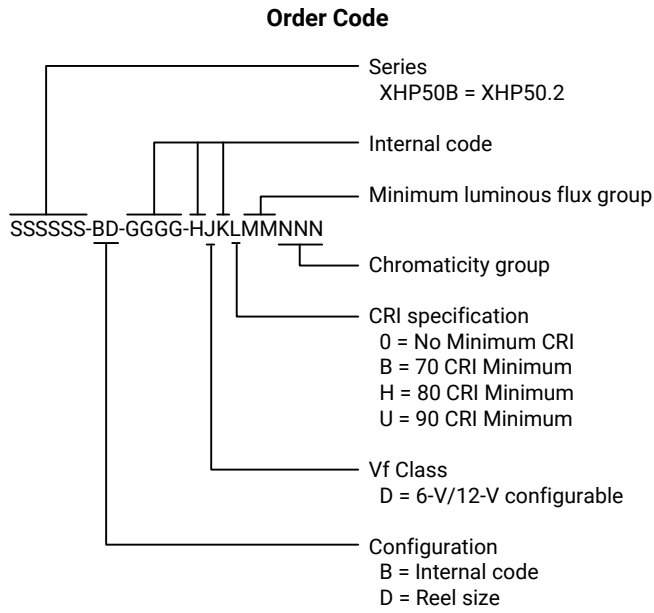 Order Code
Series
XHP50B = XHP50.2
Internal code
Minimum luminous flux group
SSSSSS-BD-GGGG-HJKLMMNNN
Chromaticity group
CRI specification
0 = No Minimum CRI
B = 70 CRI Minimum
H = 80 CRI Minimum
U = 90 CRI Minimum
Vf Class
D = 6-V/12-V configurable
Configuration
B = Internal code
D = Reel size